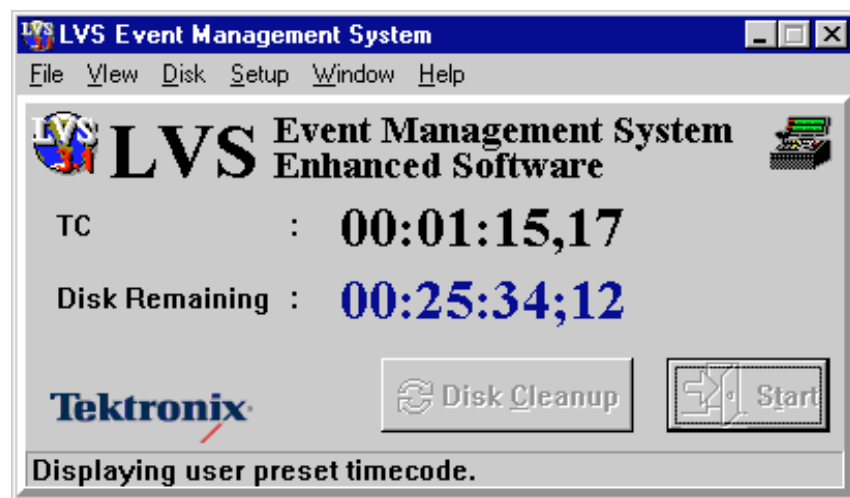 LVS Event Management System
File VIew Disk Setup Window Help
LVS 3.1
LVS Event Management System
Enhanced Software
TC : 00:01:15,17
Disk Remaining : 00:25:34;12
Tektronix
Disk Cleanup
Start
Displaying user preset timecode.